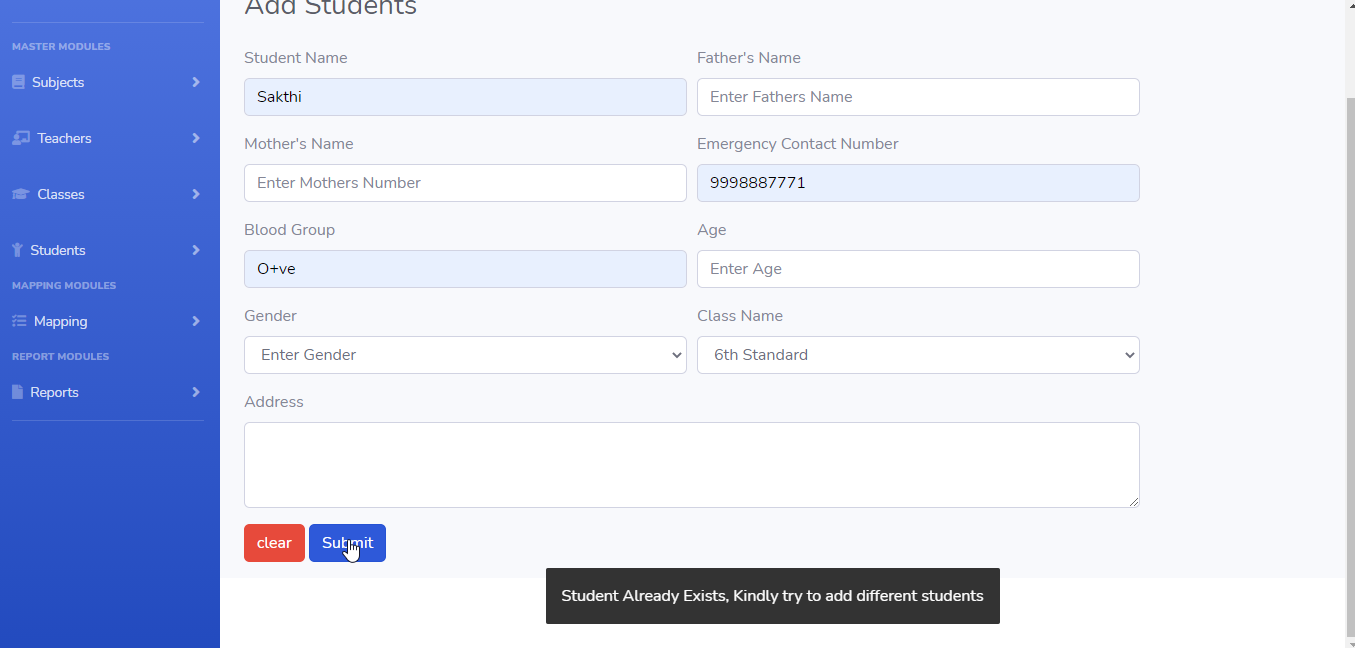 Add Students
MASTER MODULES
Subjects
Teachers
Classes
Students
MAPPING MODULES
Mapping
REPORT MODULES
Reports
Student Name
Father's Name
Sakthi
Enter Fathers Name
Mother's Name
Emergency Contact Number
Enter Mothers Number
9998887771
Blood Group
Age
O+ve
Enter Age
Gender
Class Name
Enter Gender
6th Standard
Address
clear
Submit
Student Already Exists, Kindly try to add different students